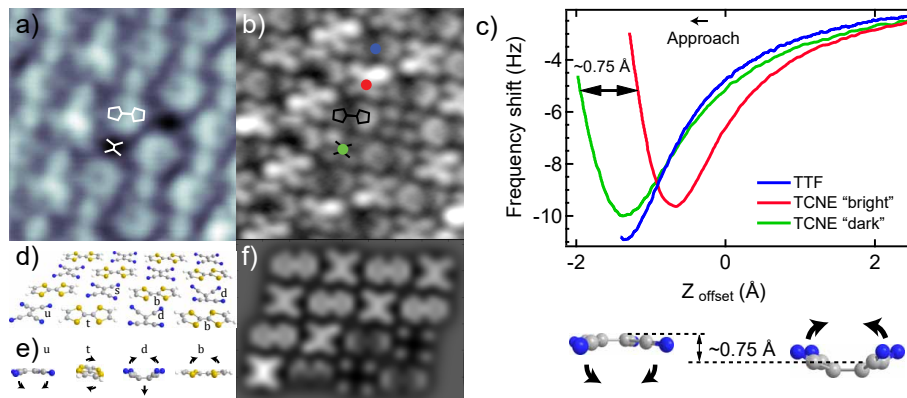 a)
b)
c)
Frequency shift (Hz)
-4
-6
-8
-10
Approach
~0.75 Å
TTF
TCNE “bright”
TCNE “dark”
-2
-1
0
1
2
Z offset (Å)
d)
s
b
d
u
t
d
b
e)
u
t
d
b
f)
~0.75 Å